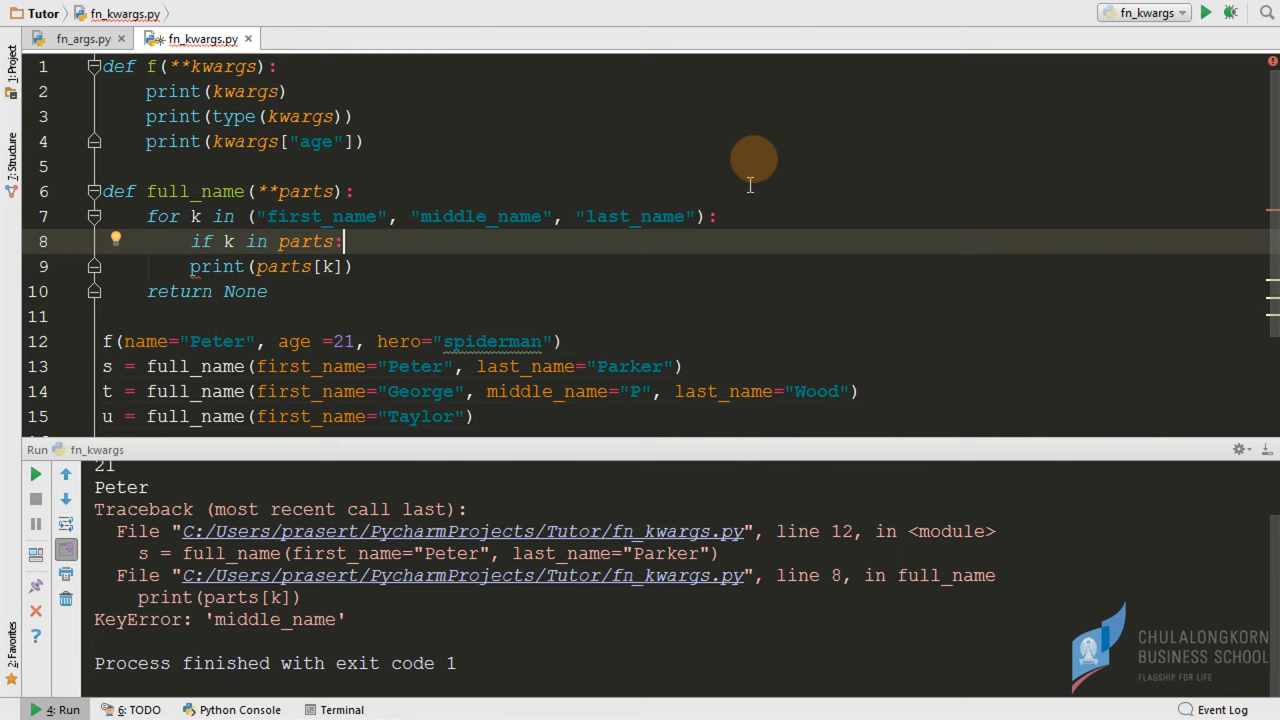 Tutor fn_kwargs.py fn_kwargs
fn_args.py fn_kwargs.py
1: Project
7: Structure
2: Favorites
1 def f(**kwargs):
2 print(kwargs)
3 print(type(kwargs))
4 print(kwargs["age"])
5
6 def full_name(**parts):
7 for k in ("first_name", "middle_name", "last_name"):
8 if k in parts:
9 print(parts[k])
10 return None
11
12 f(name="Peter", age =21, hero="spiderman")
13 s = full_name(first_name="Peter", last_name="Parker")
14 t = full_name(first_name="George", middle_name="P", last_name="Wood")
15 u = full_name(first_name="Taylor")
Run fn_kwargs
21
Peter
Traceback (most recent call last):
File "C:/Users/prasert/PycharmProjects/Tutor/fn_kwargs.py", line 12, in <module>
s = full_name(first_name="Peter", last_name="Parker")
File "C:/Users/prasert/PycharmProjects/Tutor/fn_kwargs.py", line 8, in full_name
print(parts[k])
KeyError: 'middle_name'
Process finished with exit code 1
CHULALONGKORN
BUSINESS SCHOOL
FLAGSHIP FOR LIFE
4: Run 6: TODO Python Console Terminal Event Log